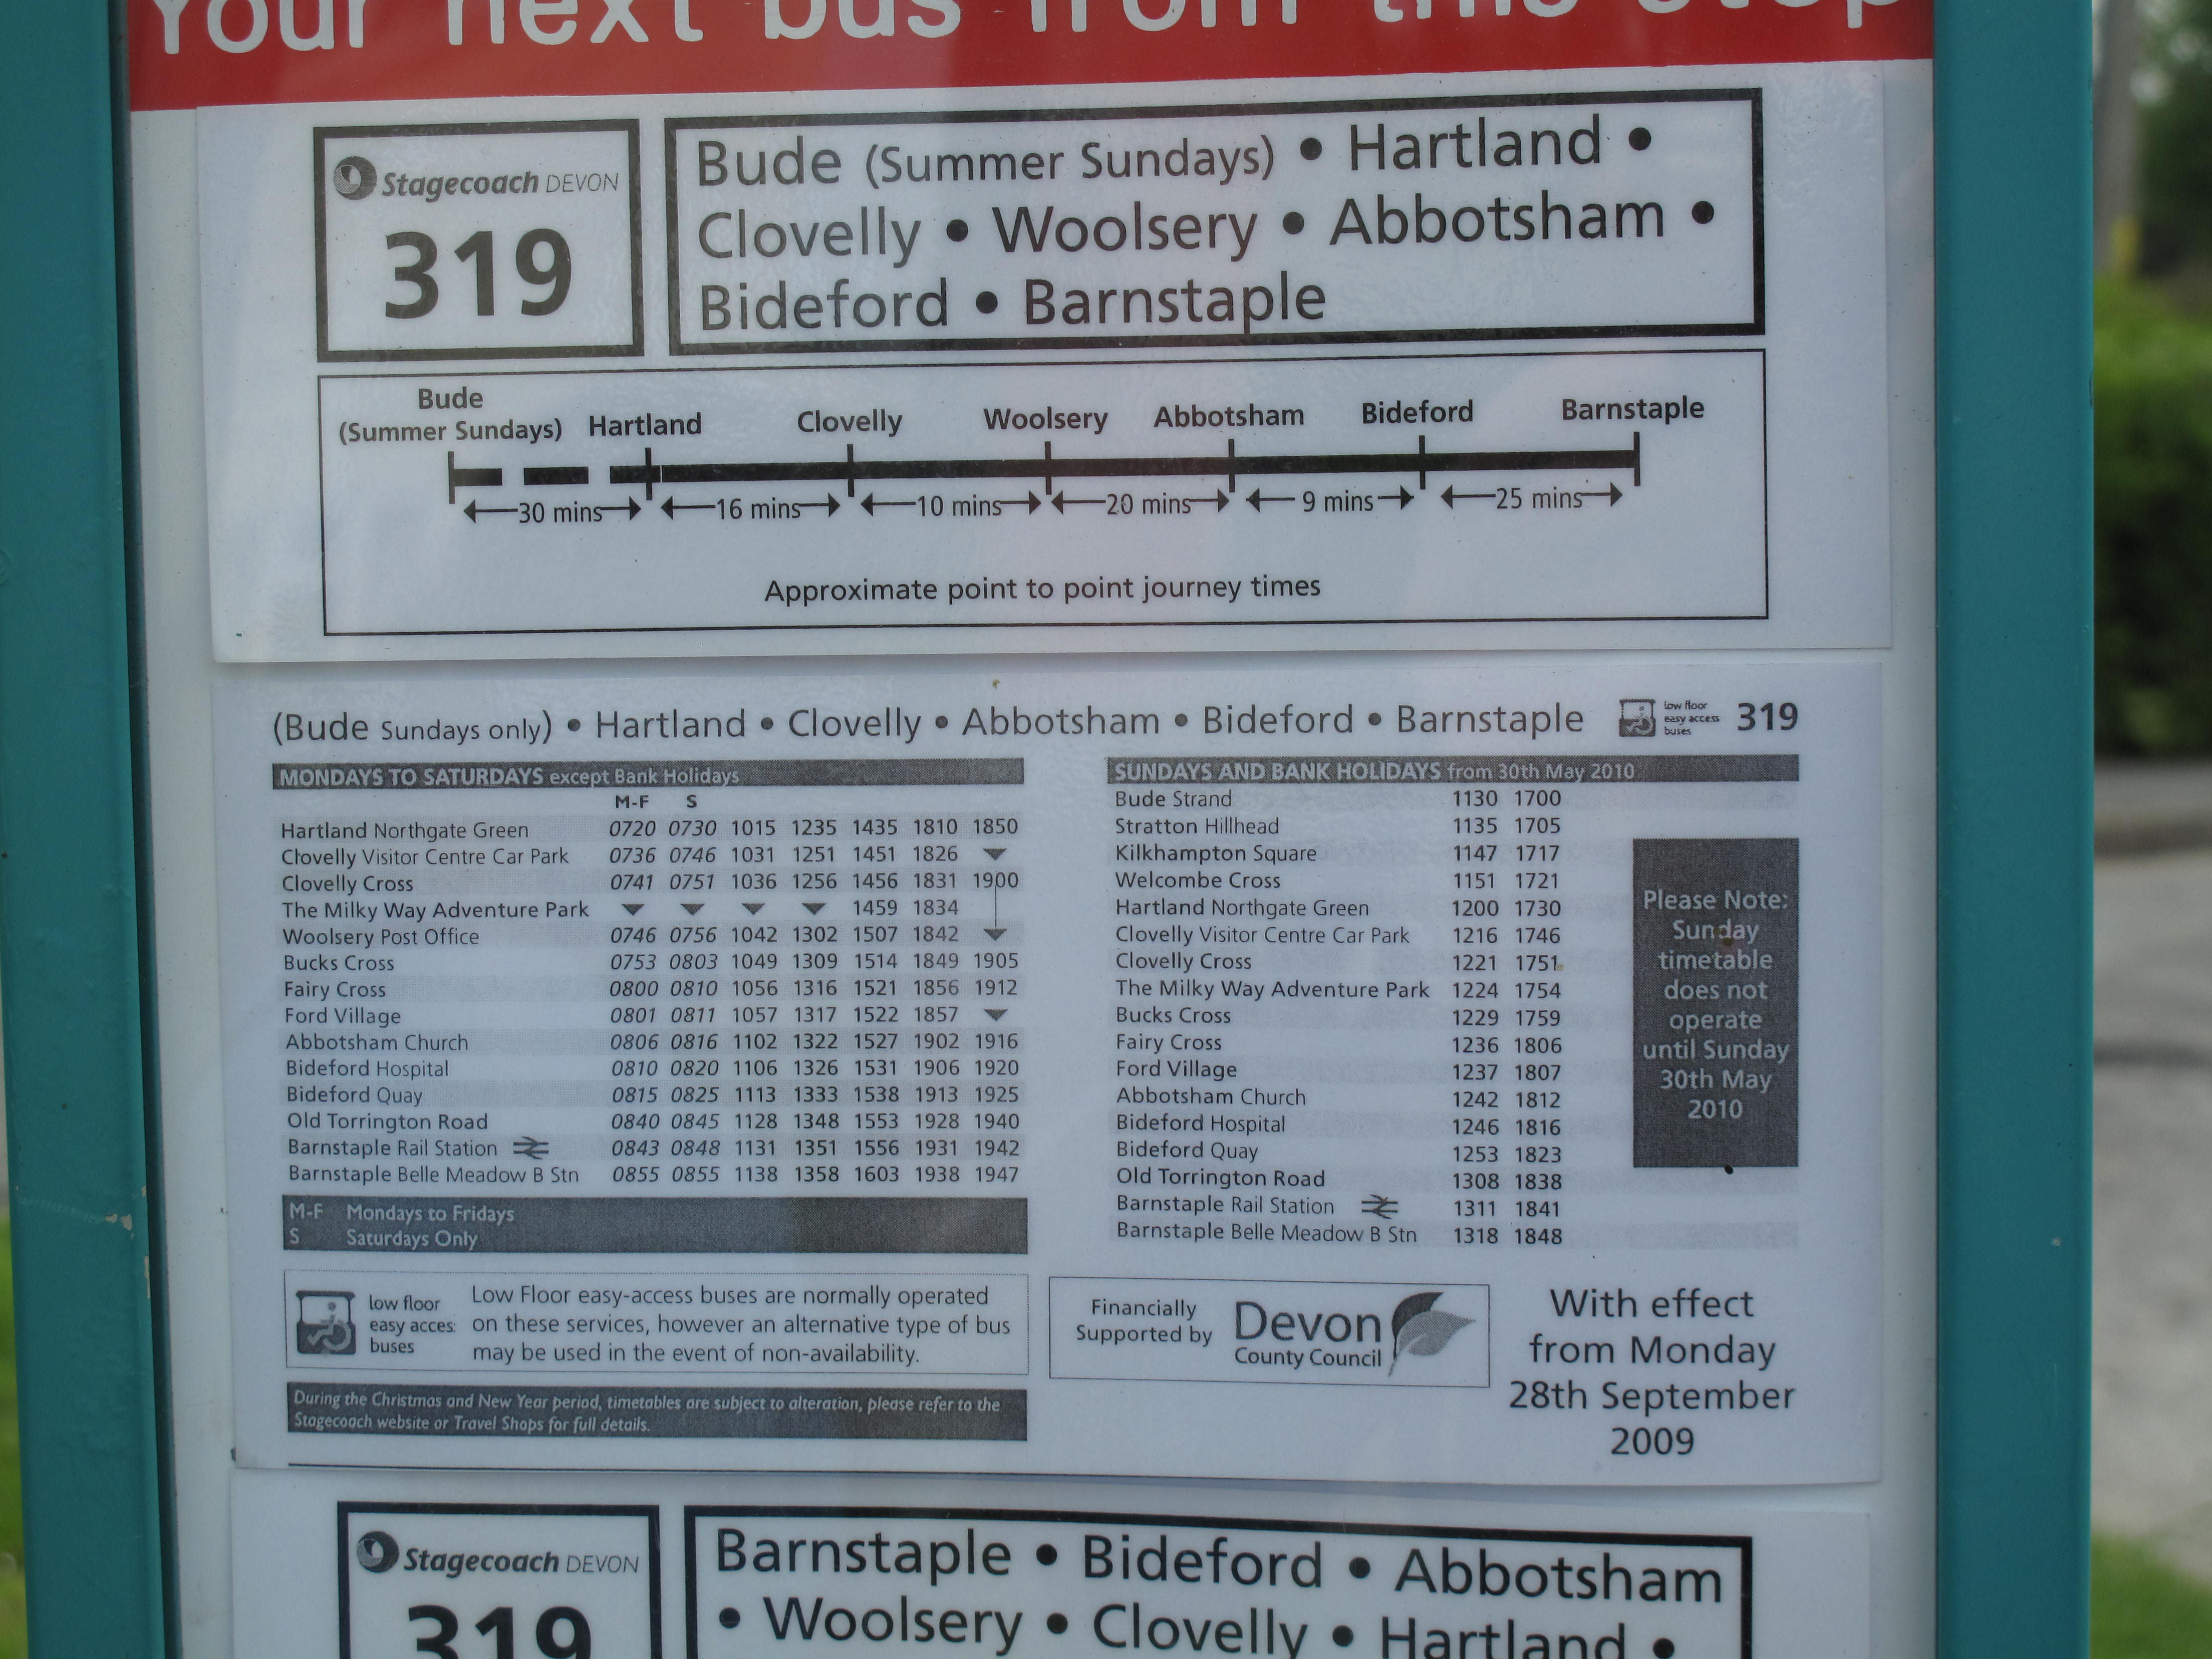 Your next bus from this stop
Stagecoach DEVON
319
Bude (Summer Sundays) • Hartland •
Clovelly • Woolsery • Abbotsham •
Bideford • Barnstaple
Bude
(Summer Sundays) Hartland Clovelly Woolsery Abbotsham Bideford Barnstaple
30 mins 16 mins 10 mins 20 mins 9 mins 25 mins
Approximate point to point journey times
(Bude Sundays only) • Hartland • Clovelly • Abbotsham • Bideford • Barnstaple
low floor
easy access
buses
319
MONDAYS TO SATURDAYS except Bank Holidays
M-F S
Hartland Northgate Green 0720 0730 1015 1235 1435 1810 1850
Clovelly Visitor Centre Car Park 0736 0746 1031 1251 1451 1826
Clovelly Cross 0741 0751 1036 1256 1456 1831 1900
The Milky Way Adventure Park 1459 1834
Woolsery Post Office 0746 0756 1042 1302 1507 1842
Bucks Cross 0753 0803 1049 1309 1514 1849 1905
Fairy Cross 0800 0810 1056 1316 1521 1856 1912
Ford Village 0801 0811 1057 1317 1522 1857
Abbotsham Church 0806 0816 1102 1322 1527 1902 1916
Bideford Hospital 0810 0820 1106 1326 1531 1906 1920
Bideford Quay 0815 0825 1113 1333 1538 1913 1925
Old Torrington Road 0840 0845 1128 1348 1553 1928 1940
Barnstaple Rail Station 0843 0848 1131 1351 1556 1931 1942
Barnstaple Belle Meadow B Stn 0855 0855 1138 1358 1603 1938 1947
M-F Mondays to Fridays
S Saturdays Only
SUNDAYS AND BANK HOLIDAYS from 30th May 2010
Bude Strand 1130 1700
Stratton Hillhead 1135 1705
Kilkhampton Square 1147 1717
Welcombe Cross 1151 1721
Hartland Northgate Green 1200 1730
Clovelly Visitor Centre Car Park 1216 1746
Clovelly Cross 1221 1751
The Milky Way Adventure Park 1224 1754
Bucks Cross 1229 1759
Fairy Cross 1236 1806
Ford Village 1237 1807
Abbotsham Church 1242 1812
Bideford Hospital 1246 1816
Bideford Quay 1253 1823
Old Torrington Road 1308 1838
Barnstaple Rail Station 1311 1841
Barnstaple Belle Meadow B Stn 1318 1848
Please Note:
Sunday
timetable
does not
operate
until Sunday
30th May
2010
low floor
easy acces
buses
Low Floor easy-access buses are normally operated
on these services, however an alternative type of bus
may be used in the event of non-availability.
During the Christmas and New Year period, timetables are subject to alteration, please refer to the
Stagecoach website or Travel Shops for full details.
Financially
Supported by
Devon
County Council
With effect
from Monday
28th September
2009
Stagecoach DEVON
319
Barnstaple • Bideford • Abbotsham
• Woolsery • Clovelly • Hartland •